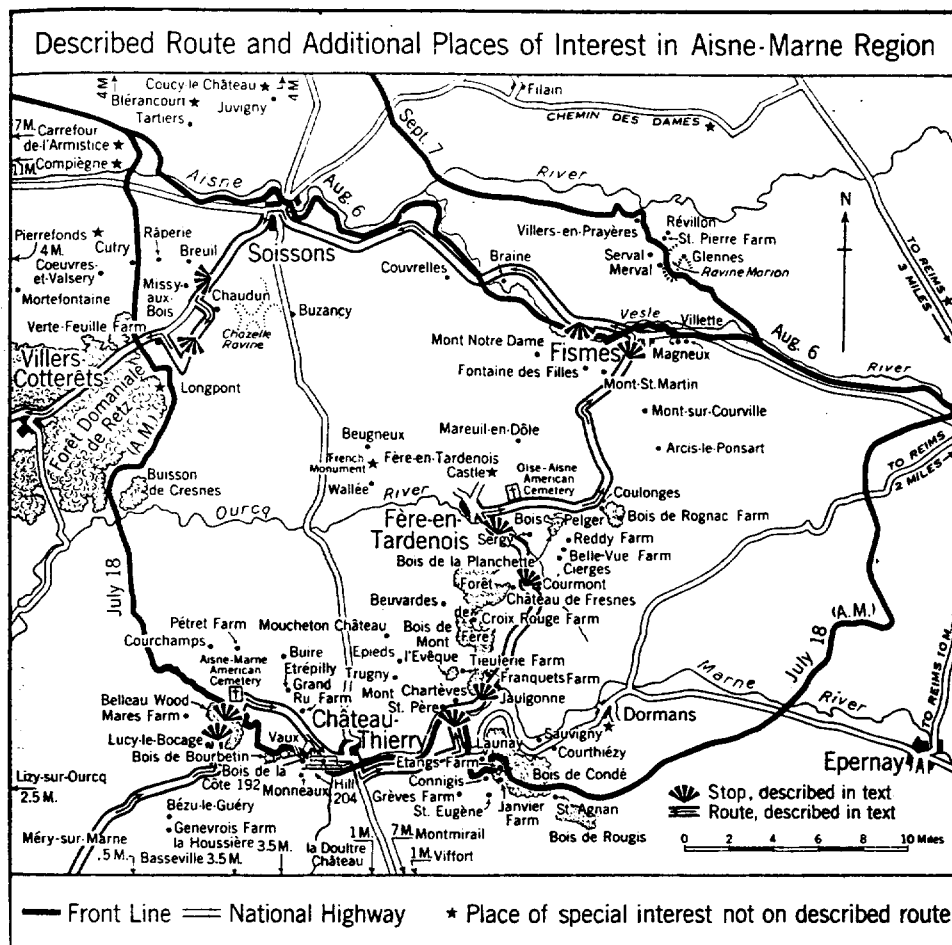 Described Route and Additional Places of Interest in Aisne-Marne Region
4 M.
Coucy le Château
4 M.
Blérancourt
Juvigny
Tartiers
Filain
CHEMIN DES DAMES
7 M.
Carrefour
de-l'Armistice
Compiègne
11 M.
Sept. 7
Aisne
River
Aug. 6
N
TO REIMS
3 MILES
Pierrefonds
4 M.
Cutry
Râperie
Breuil
Soissons
Villers-en-Prayères
Révillon
St. Pierre Farm
Glennes
Serval
Merval
Ravine Marion
Coeuvres-
et-Valsery
Mortefontaine
Missy-
aux-
Bois
Chaudun
Chazelle
Ravine
Buzancy
Couvrelles
Braine
Vesle
Villette
Aug. 6
River
Verte-Feuille Farm
Villers-
Cotterêts
Longpont
Forêt Domaniale
de Retz
(A.M.)
Mont Notre Dame
Fismes
Magneux
Fontaine des Filles
Mont-St. Martin
Mont-sur-Courville
Arcis-le-Ponsart
TO REIMS
2 MILES
Beugneux
Mareuil-en-Dôle
French
Monument
Fère-en-Tardenois
Castle
Wallée
Oise-Aisne
American
Cemetery
Buisson
de Cresnes
Ourcq
River
Coulonges
Bois de Rognac Farm
Fère-en-
Tardenois
Sergy
Bois Pelger
Reddy Farm
Belle-Vue Farm
Cierges
Bois de la Planchette
Forêt
Courmont
Château de Fresnes
July 18
Beuvardes
de
Fère
Croix Rouge Farm
(A.M.)
July 18
Pétret Farm
Courchamps
Moucheton Château
Bois de
Mont
l'Evêque
Aisne-Marne
American
Cemetery
Buire
Etrépilly
Grand
Ru Farm
Epieds
Trugny
Tieulerie Farm
Franquets Farm
Jaulgonne
Marne
River
TO REIMS 10 M.
Mont
St. Père
Chartèves
Belleau Wood
Mares Farm
Lucy-le-Bocage
Vaux
Château-
Thierry
Dormans
Launay
Sauvigny
Courthiézy
Epernay
Bois de Bourbetin
Bois de la
Côte 192
Monneaux
Hill
204
Etangs Farm
Connigis
Bois de Condé
Lizy-sur-Ourcq
2.5 M.
Grèves Farm
St. Eugène
Janvier
Farm
St. Agnan
Bois de Rougis
Stop, described in text
Route, described in text
0 2 4 6 8 10 Miles
Bézu-le-Guéry
Genevrois Farm
la Houssière
3.5 M.
Méry-sur-Marne
.5 M.
Basseville 3.5 M.
la Doultre
Château
1 M.
7 M. Montmirail
1 M. Viffort
Front Line
National Highway
Place of special interest not on described route